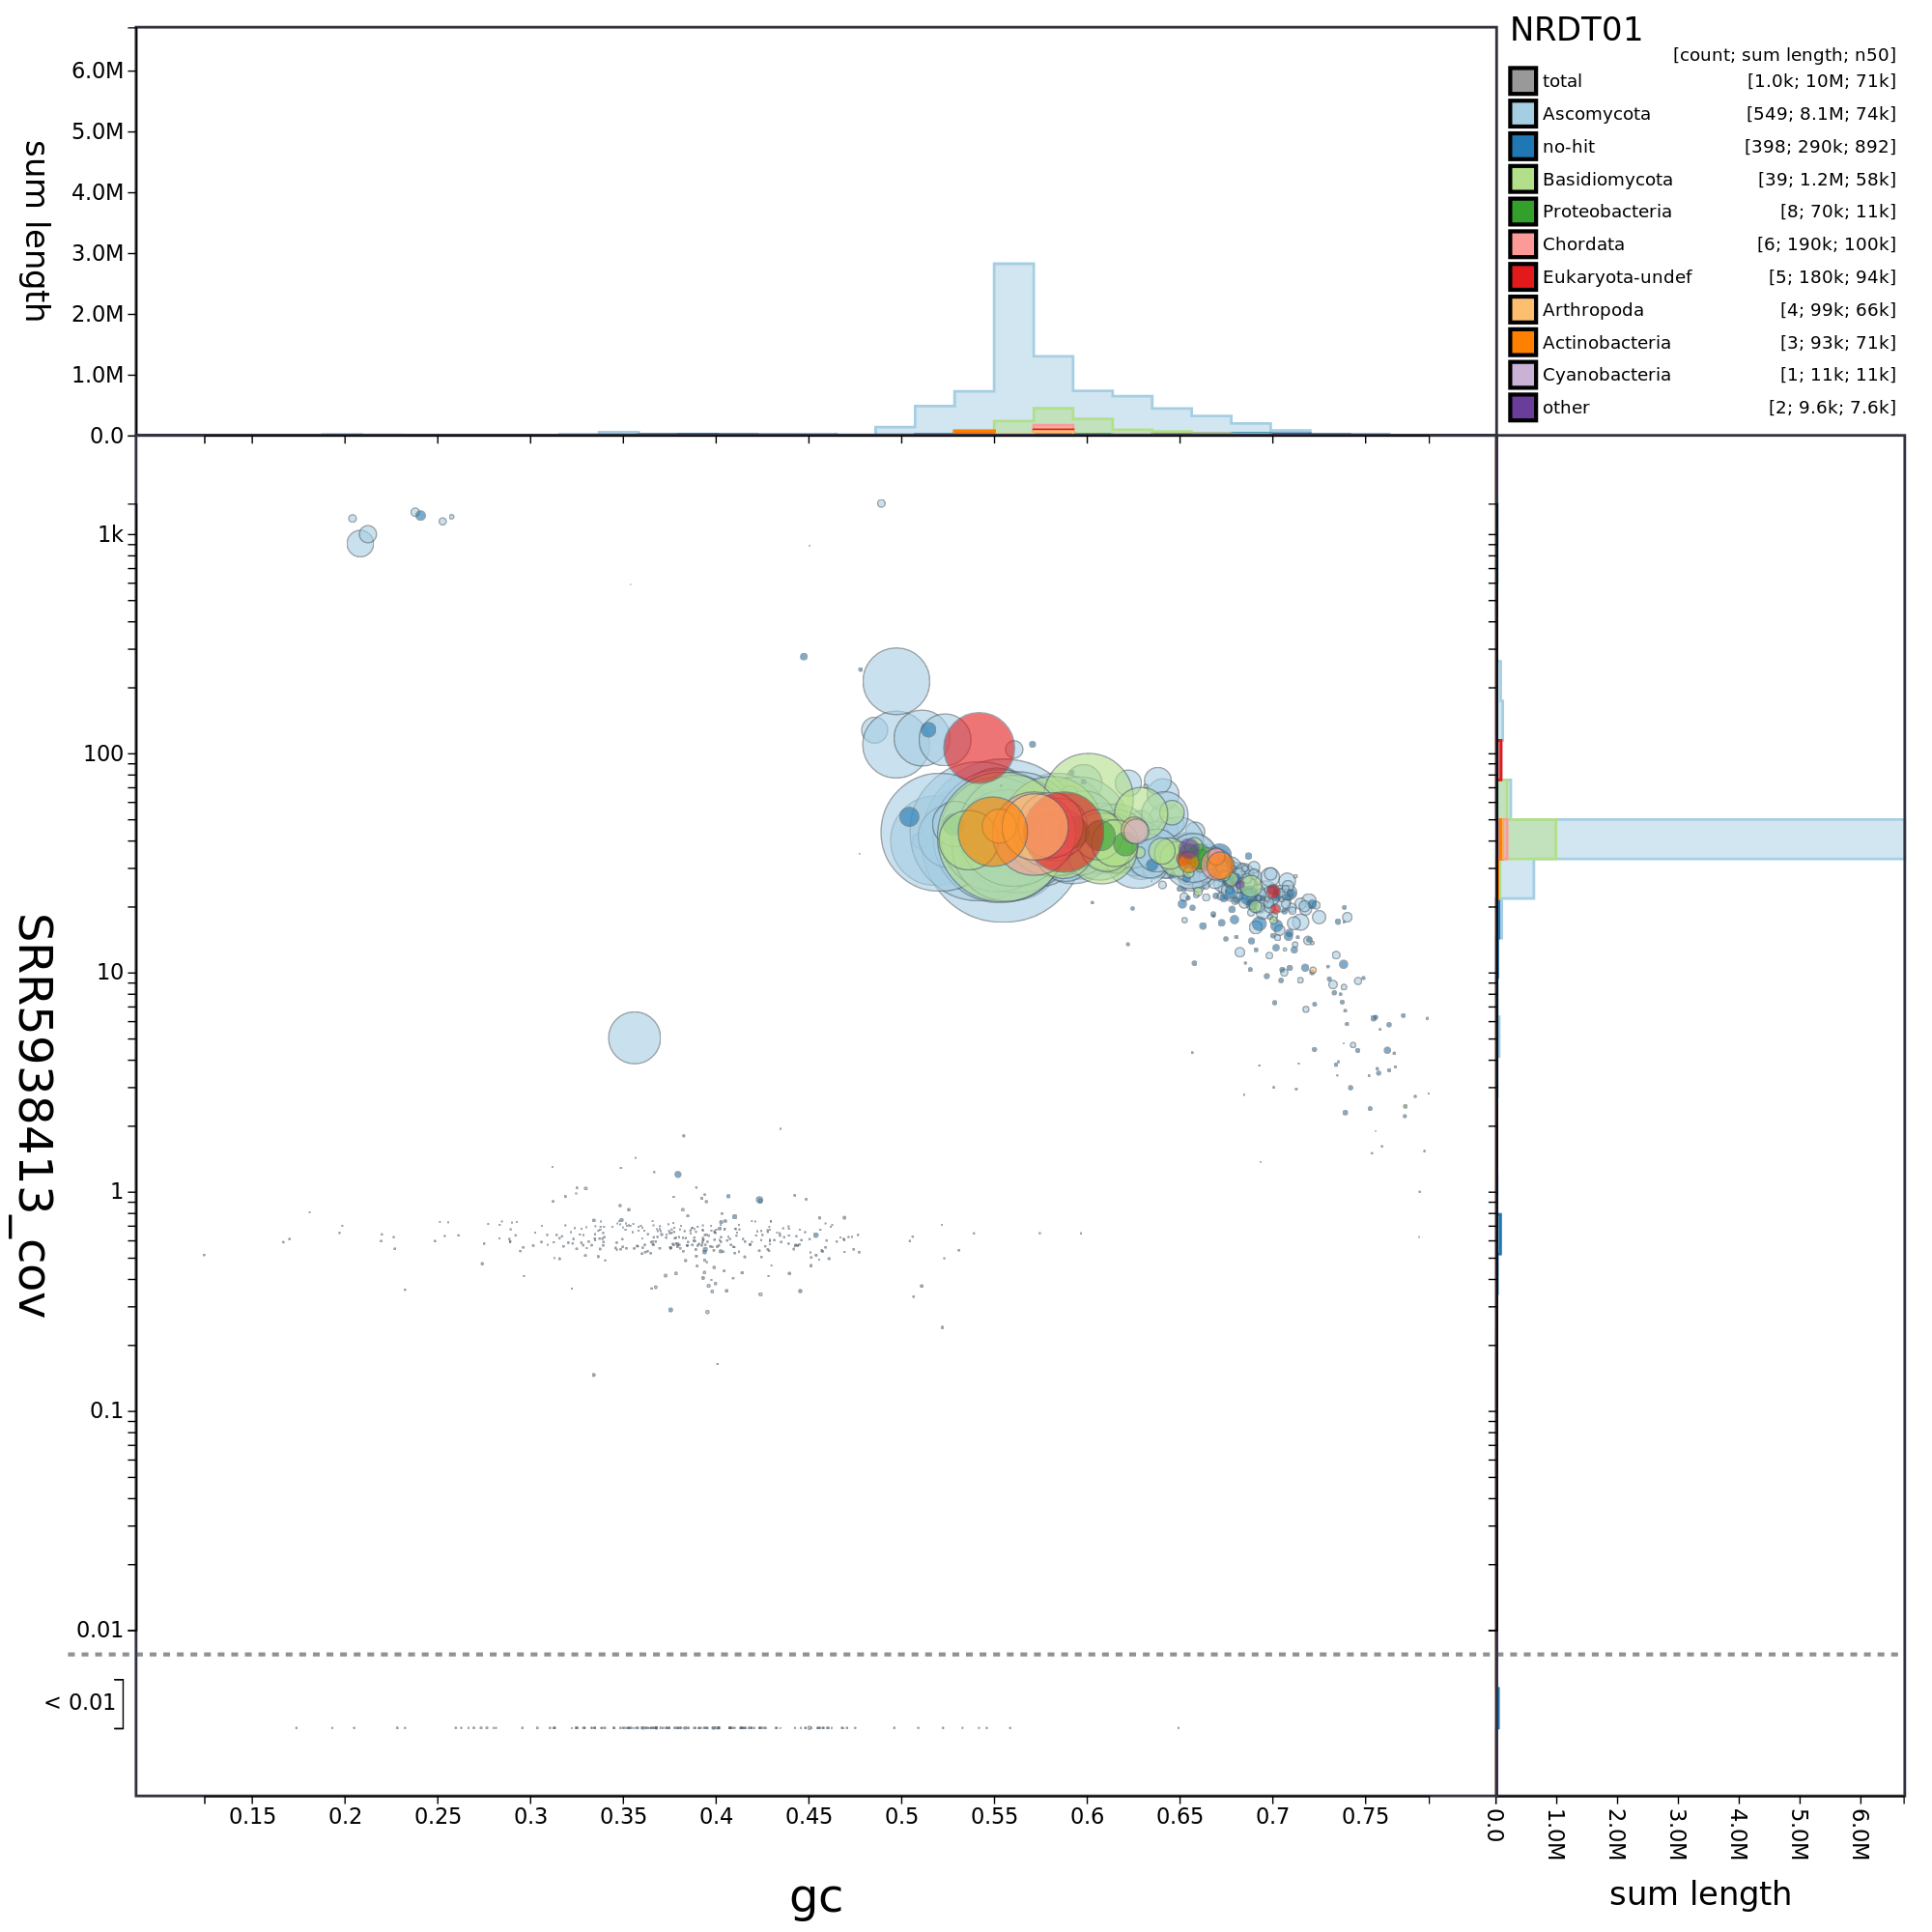 NRDT01
[count; sum length; n50]
total [1.0k; 10M; 71k]
Ascomycota [549; 8.1M; 74k]
no-hit [398; 290k; 892]
Basidiomycota [39; 1.2M; 58k]
Proteobacteria [8; 70k; 11k]
Chordata [6; 190k; 100k]
Eukaryota-undef [5; 180k; 94k]
Arthropoda [4; 99k; 66k]
Actinobacteria [3; 93k; 71k]
Cyanobacteria [1; 11k; 11k]
other [2; 9.6k; 7.6k]
sum length
6.0M
5.0M
4.0M
3.0M
2.0M
1.0M
0.0
SRR5938413_cov
1k
100
10
1
0.1
0.01
< 0.01
0.15 0.2 0.25 0.3 0.35 0.4 0.45 0.5 0.55 0.6 0.65 0.7 0.75
gc
0.0 1.0M 2.0M 3.0M 4.0M 5.0M 6.0M
sum length